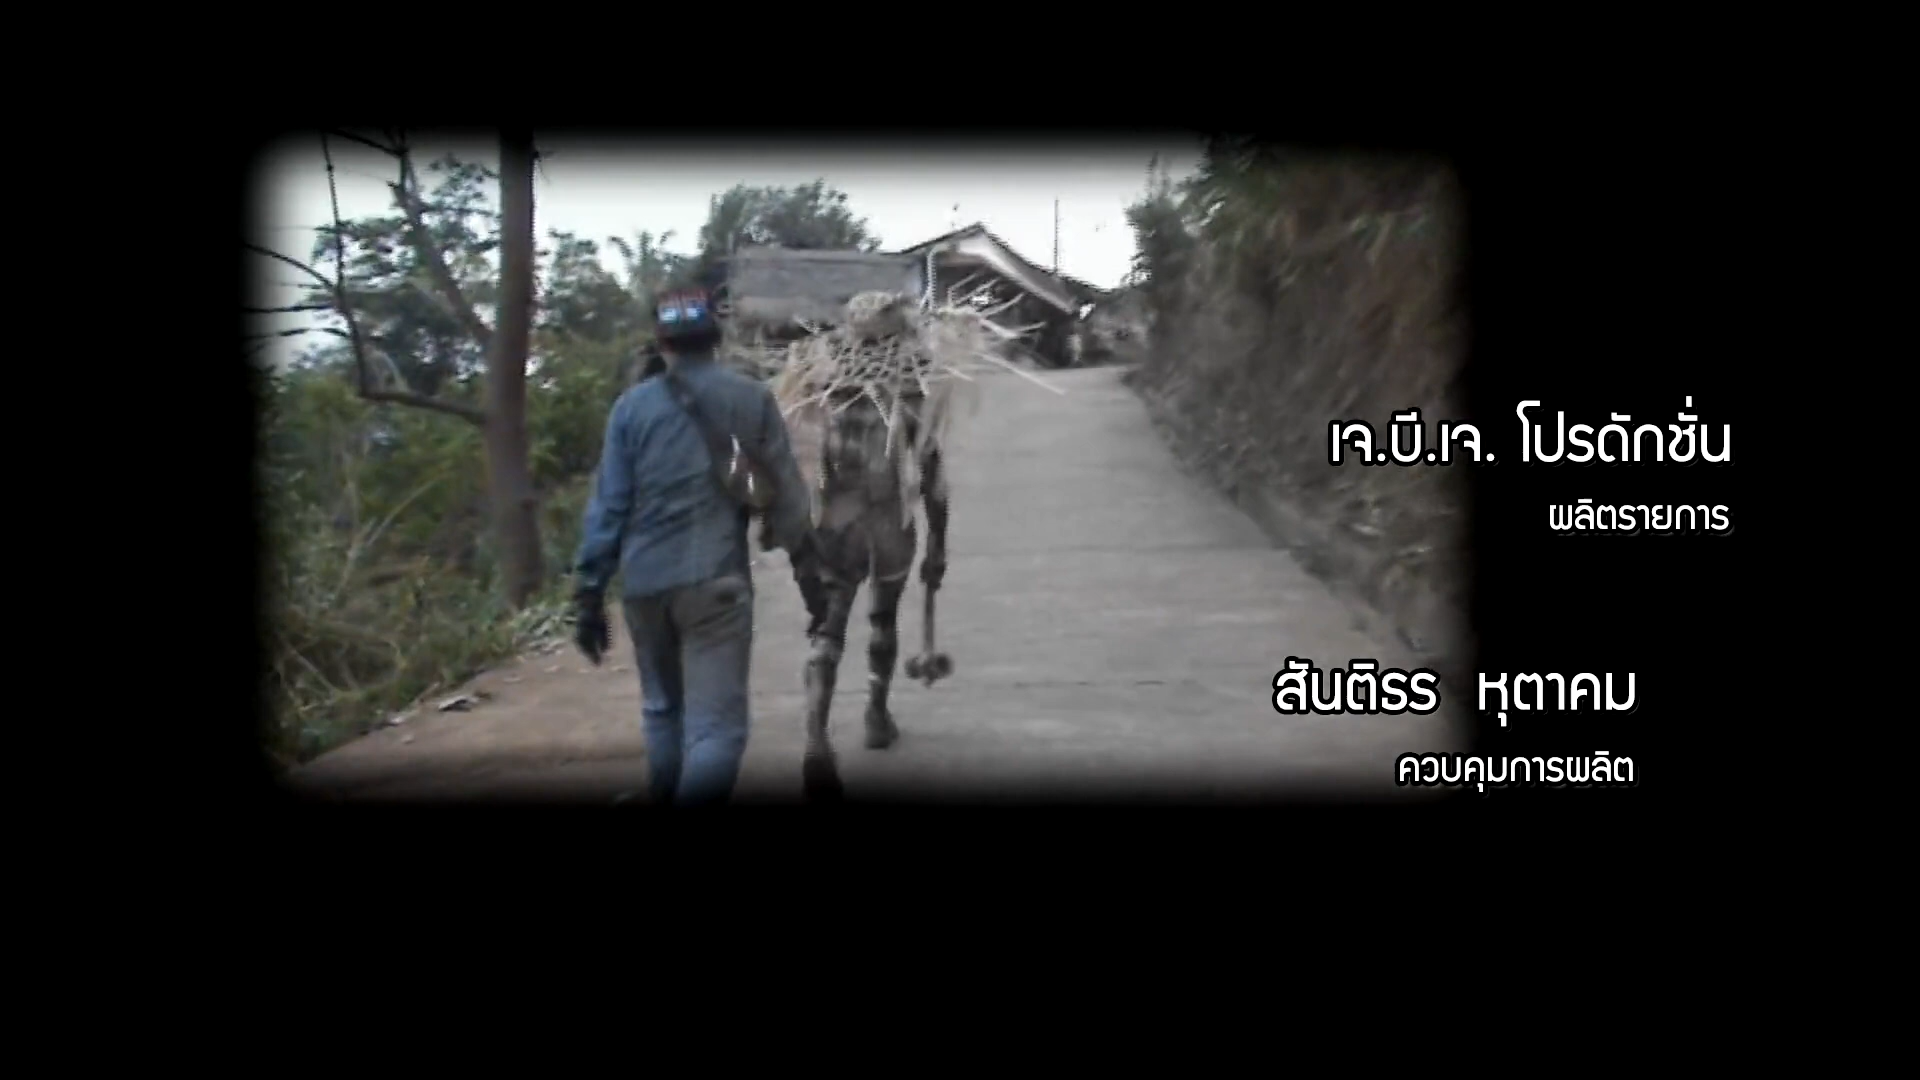 เจ.บี.เจ. โปรดักชั่น
ผลิตรายการ
สันติธร หุตาคม
ควบคุมการผลิต